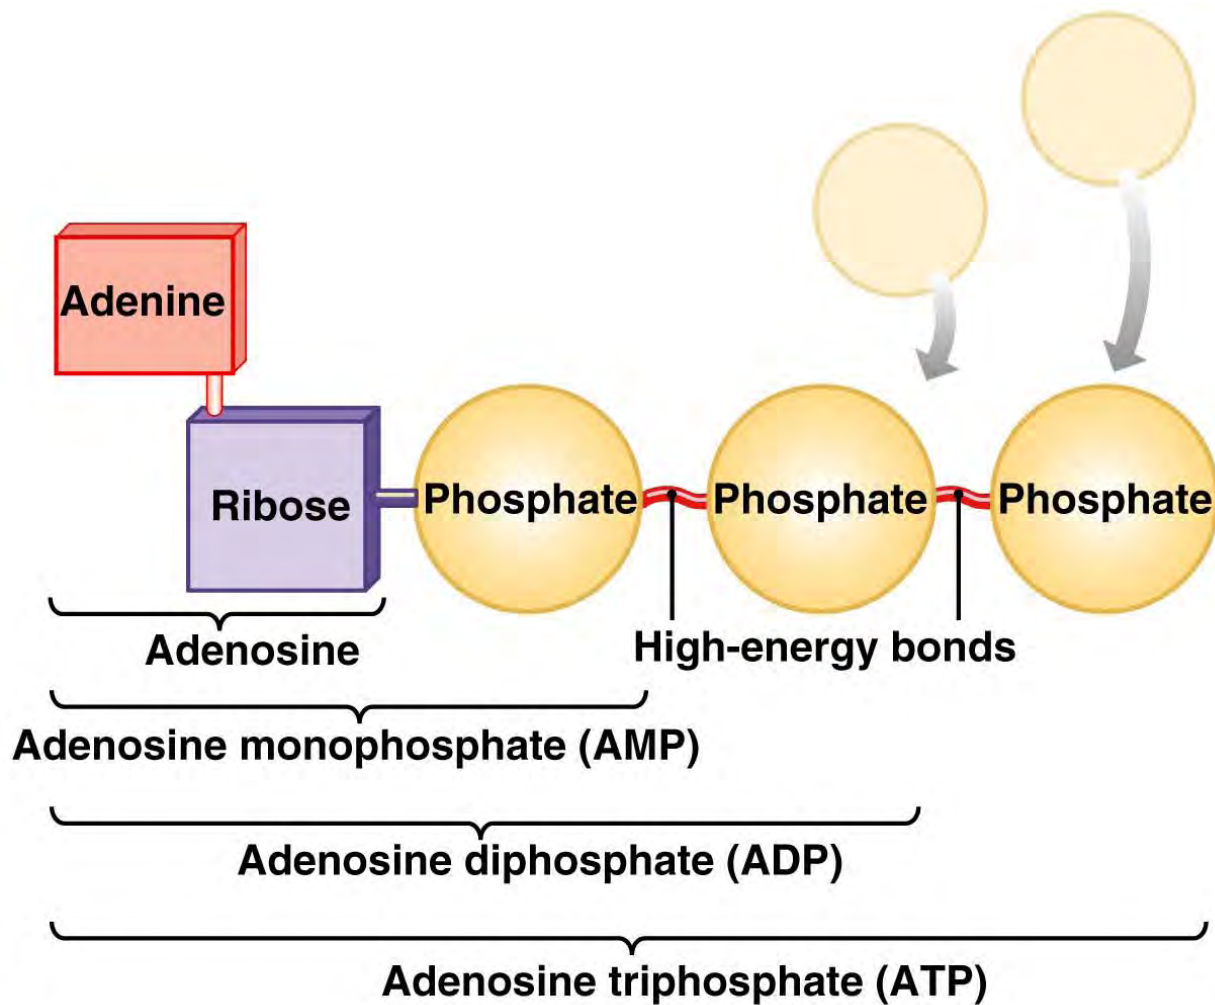 Adenine
Ribose
Phosphate
Phosphate
Phosphate
Adenosine
High-energy bonds
Adenosine monophosphate (AMP)
Adenosine diphosphate (ADP)
Adenosine triphosphate (ATP)